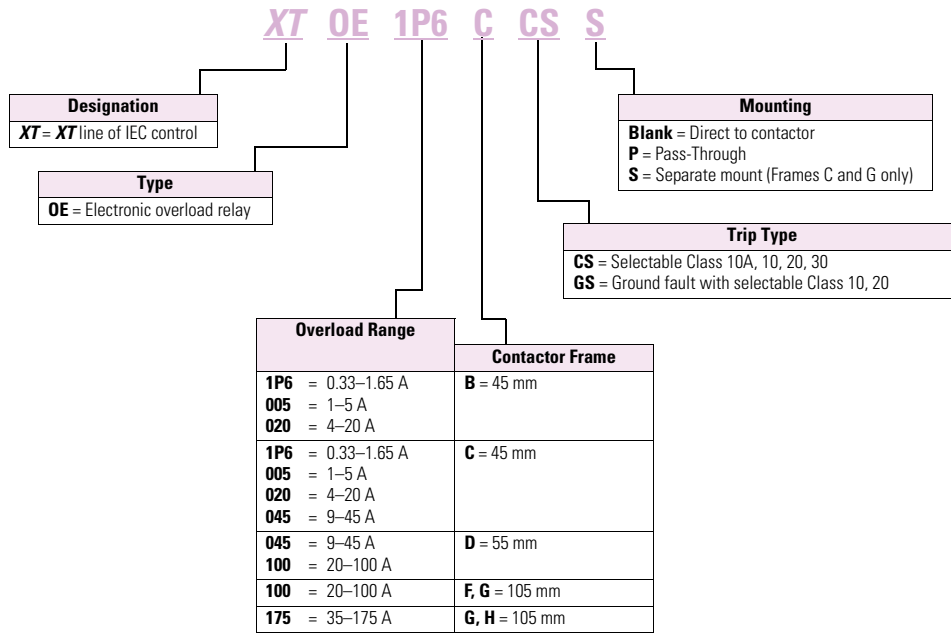 XT OE 1P6 C CS S
Designation
XT = XT line of IEC control
Type
OE = Electronic overload relay
Mounting
Blank = Direct to contactor
P = Pass-Through
S = Separate mount (Frames C and G only)
Trip Type
CS = Selectable Class 10A, 10, 20, 30
GS = Ground fault with selectable Class 10, 20
Overload Range
Contactor Frame
1P6 = 0.33–1.65 A B = 45 mm
005 = 1–5 A
020 = 4–20 A
1P6 = 0.33–1.65 A C = 45 mm
005 = 1–5 A
020 = 4–20 A
045 = 9–45 A
045 = 9–45 A D = 55 mm
100 = 20–100 A
100 = 20–100 A F, G = 105 mm
175 = 35–175 A G, H = 105 mm